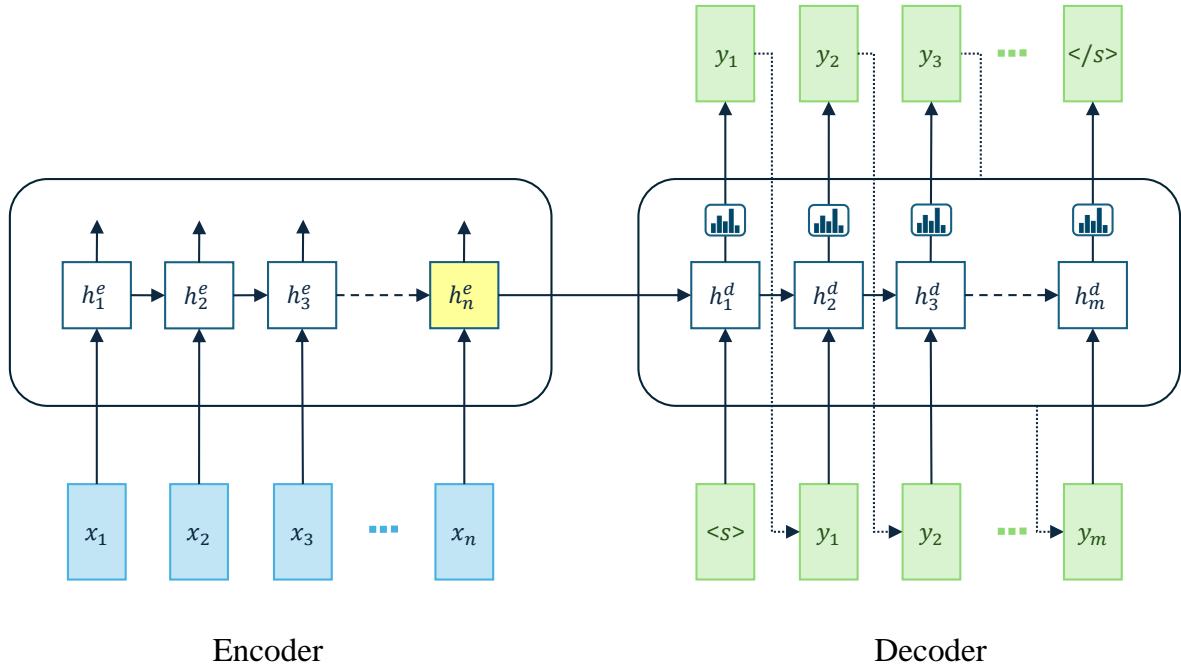 y₁ y₂ y₃ ... </s>
h₁ᵉ h₂ᵉ h₃ᵉ hₙᵉ h₁ᵈ h₂ᵈ h₃ᵈ hₘᵈ
x₁ x₂ x₃ ... xₙ <s> y₁ y₂ ... yₘ
Encoder Decoder